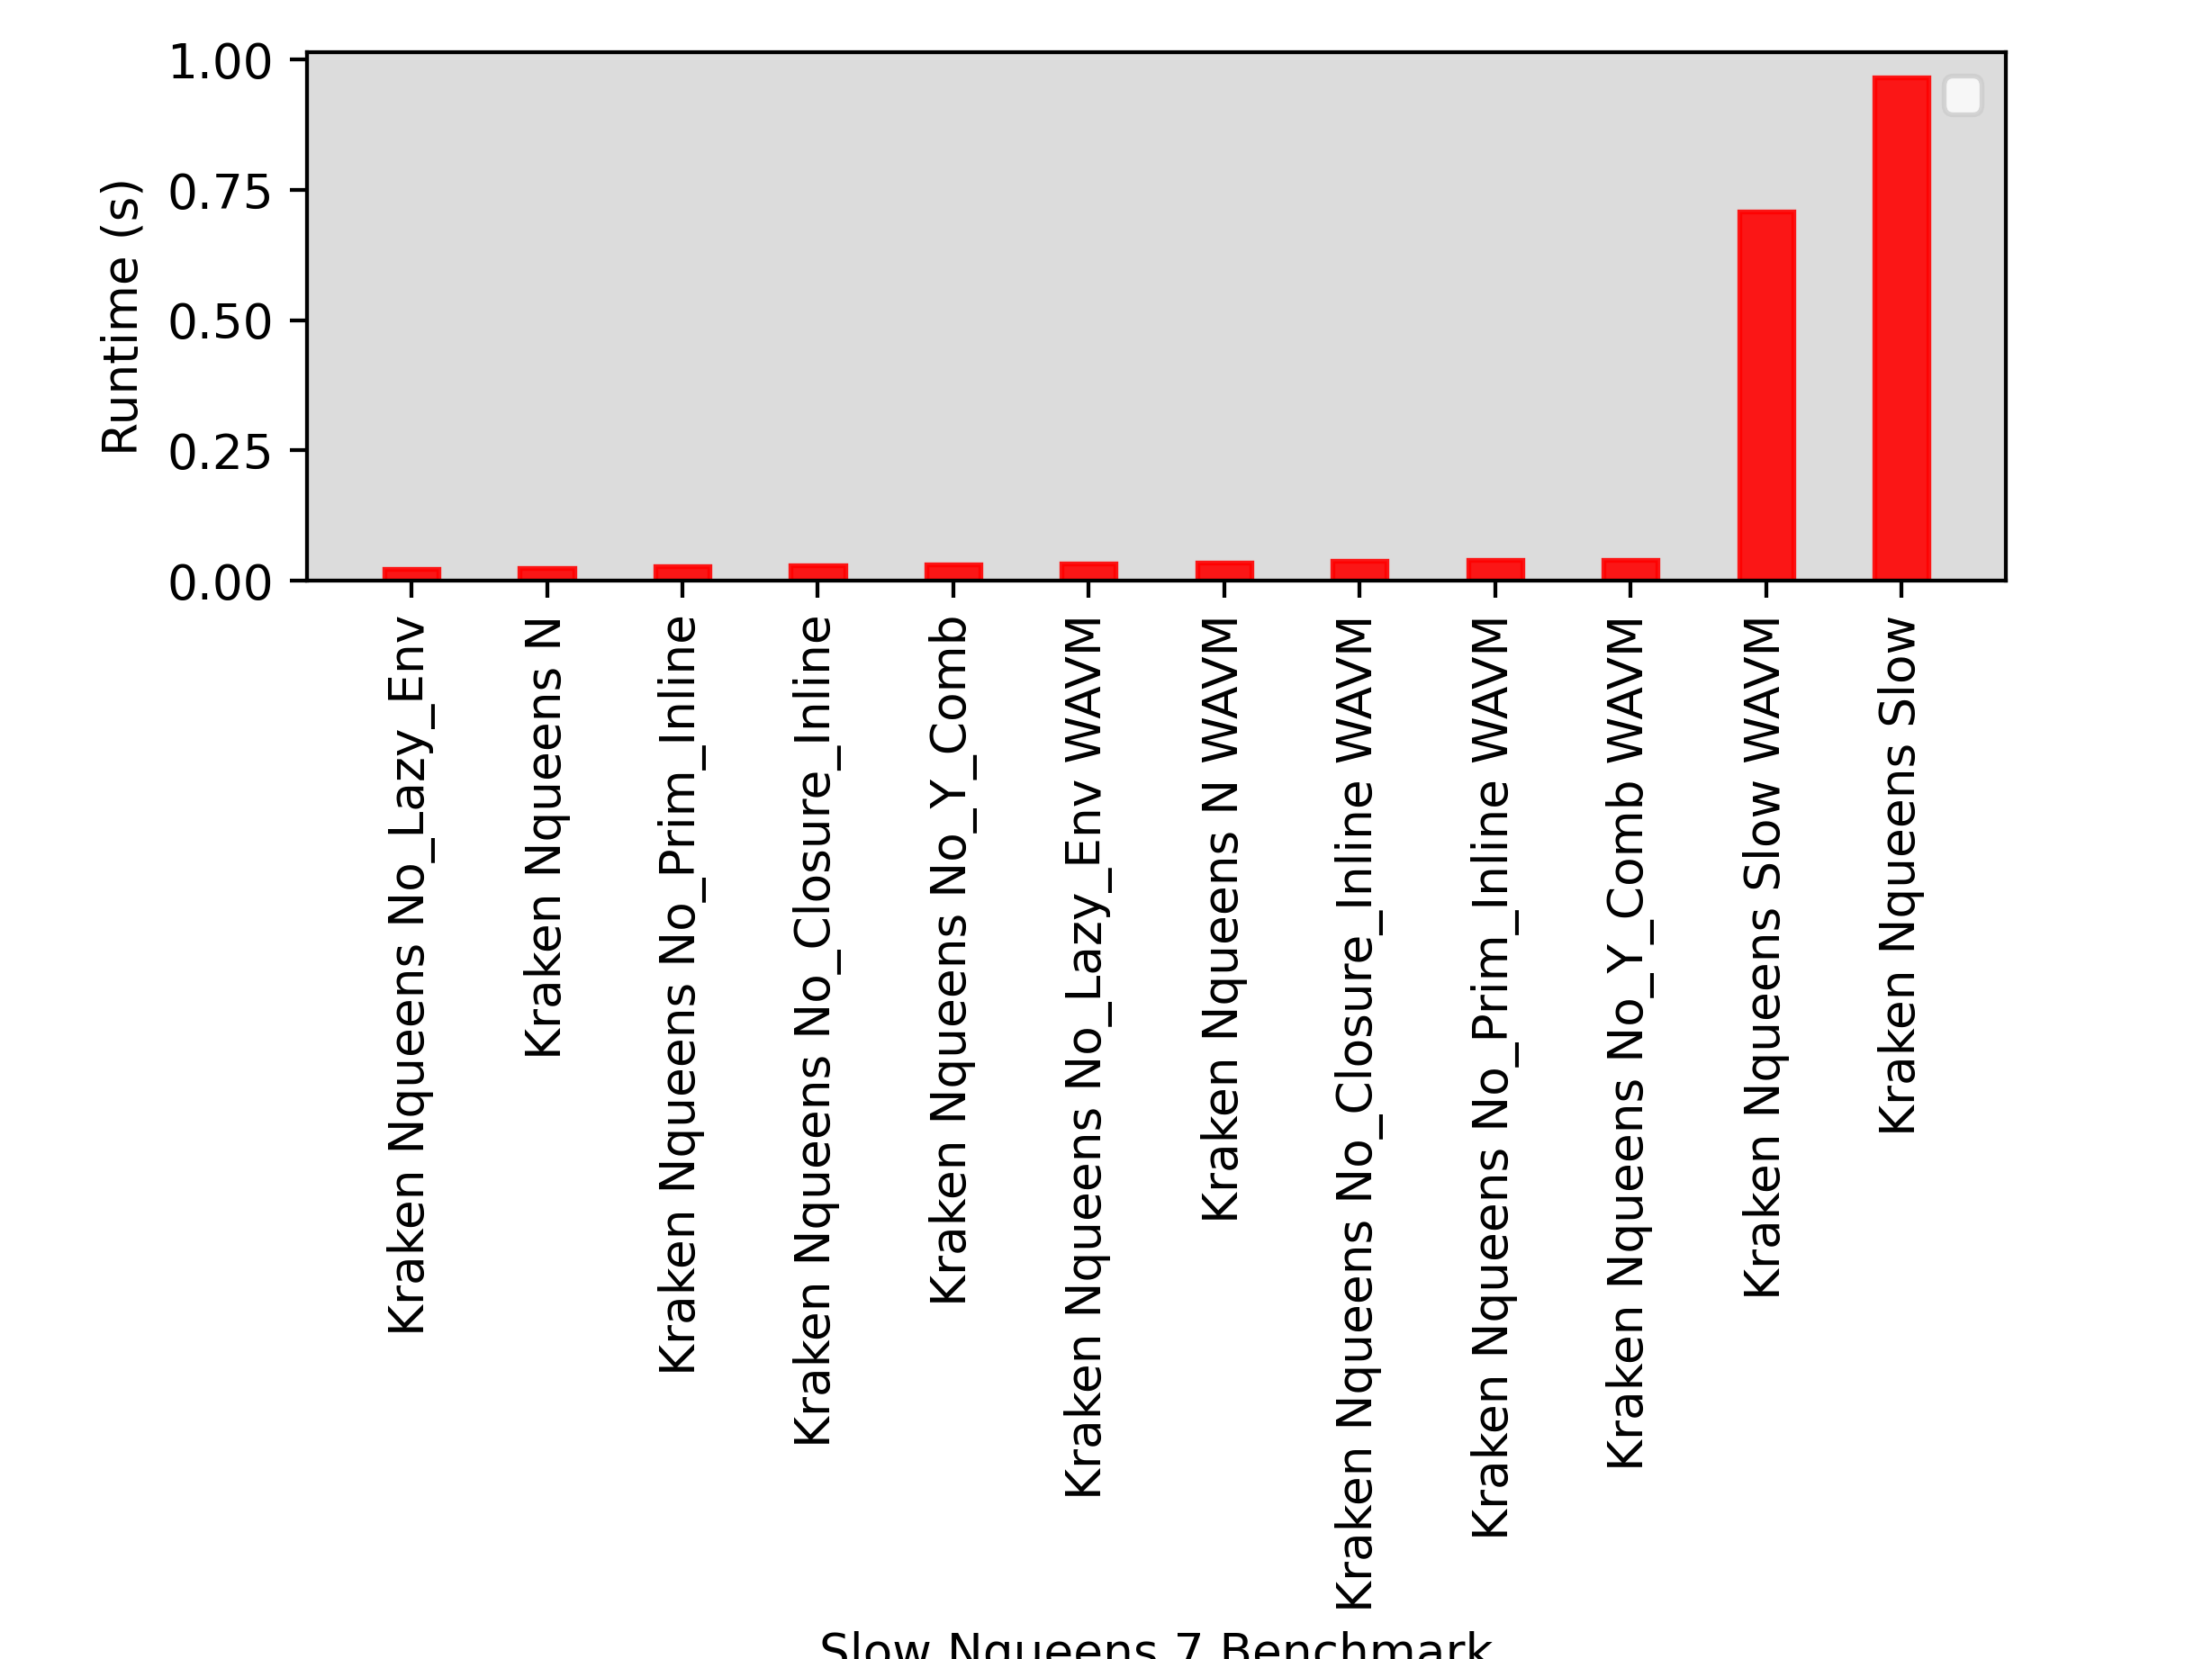 1.00
0.75
0.50
0.25
0.00
Runtime (s)
Kraken Nqueens No_Lazy_Env
Kraken Nqueens N
Kraken Nqueens No_Prim_Inline
Kraken Nqueens No_Closure_Inline
Kraken Nqueens No_Y_Comb
Kraken Nqueens No_Lazy_Env WAVM
Kraken Nqueens N WAVM
Kraken Nqueens No_Closure_Inline WAVM
Kraken Nqueens No_Prim_Inline WAVM
Kraken Nqueens No_Y_Comb WAVM
Kraken Nqueens Slow WAVM
Kraken Nqueens Slow
Slow Nqueens 7 Benchmark